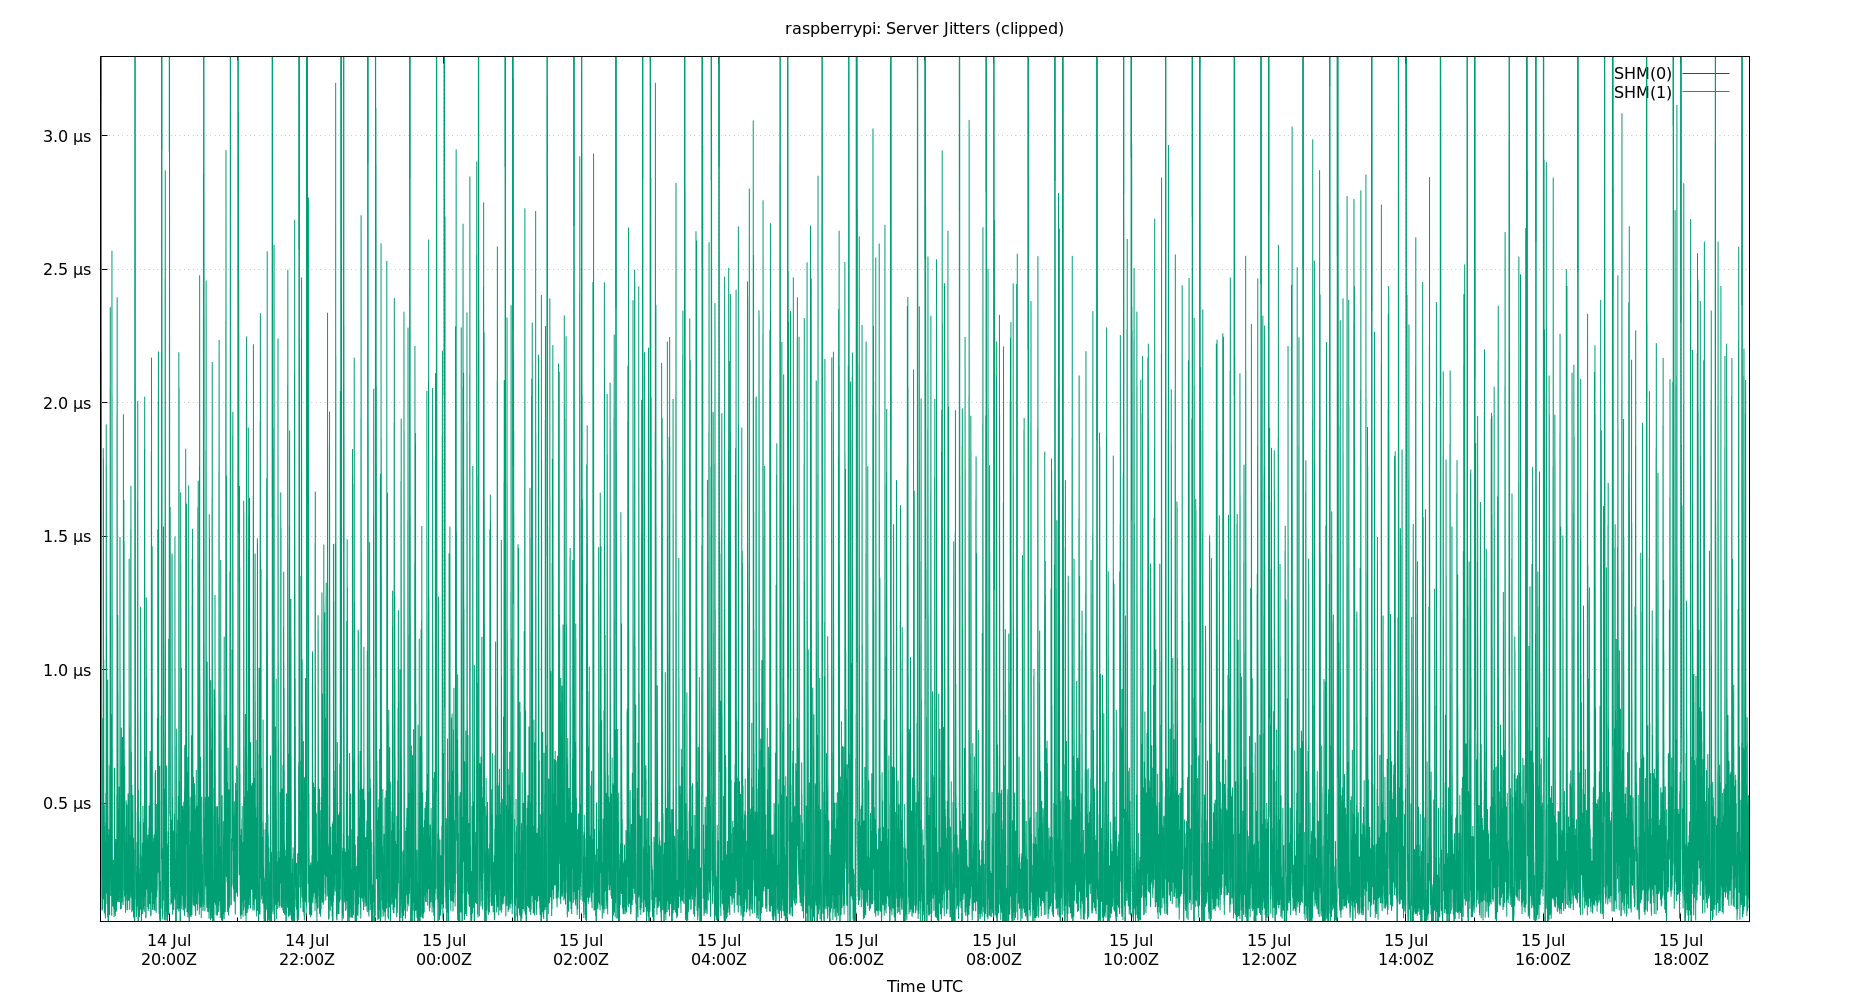 raspberrypi: Server Jitters (clipped)
SHM(0)
SHM(1)
3.0 μs
2.5 μs
2.0 μs
1.5 μs
1.0 μs
0.5 μs
14 Jul 14 Jul 15 Jul 15 Jul 15 Jul 15 Jul 15 Jul 15 Jul 15 Jul 15 Jul 15 Jul 15 Jul
20:00Z 22:00Z 00:00Z 02:00Z 04:00Z 06:00Z 08:00Z 10:00Z 12:00Z 14:00Z 16:00Z 18:00Z
Time UTC